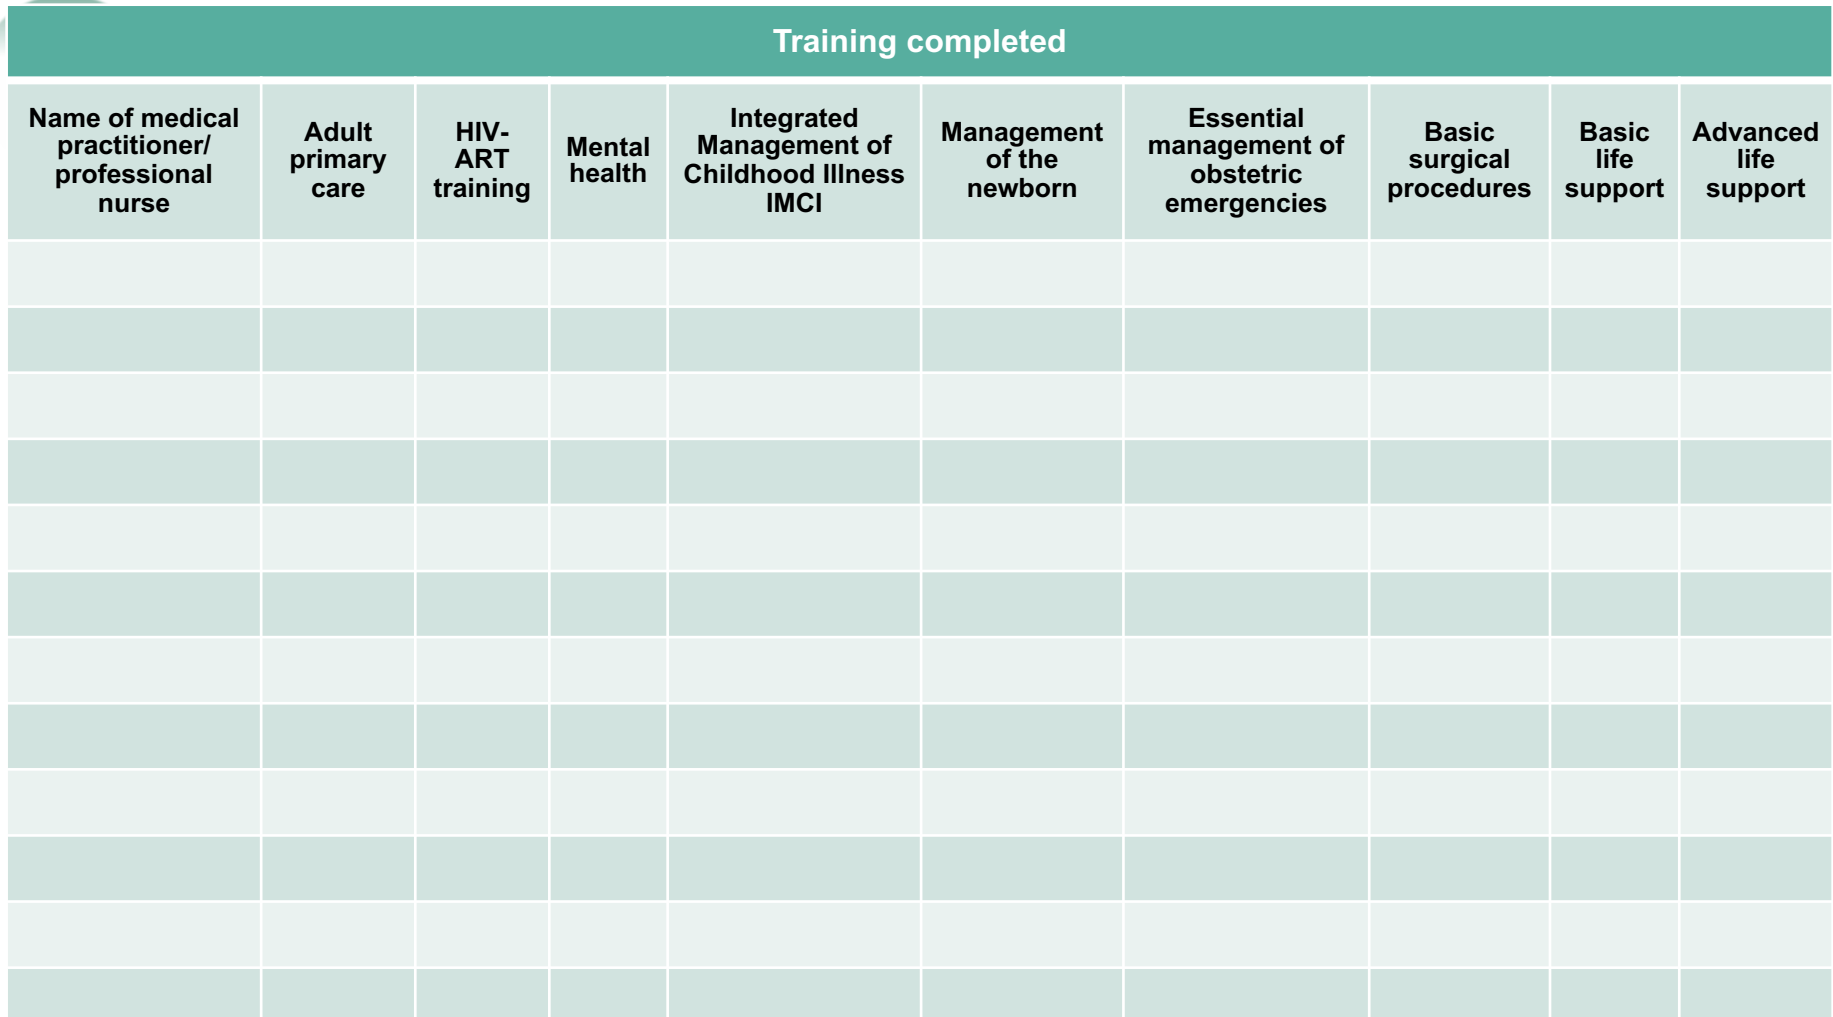 Training completed
Name of medical
practitioner/
professional
nurse
Adult
primary
care
HIV-
ART
training
Mental
health
Integrated
Management of
Childhood Illness
IMCI
Management
of the
newborn
Essential
management of
obstetric
emergencies
Basic
surgical
procedures
Basic
life
support
Advanced
life
support